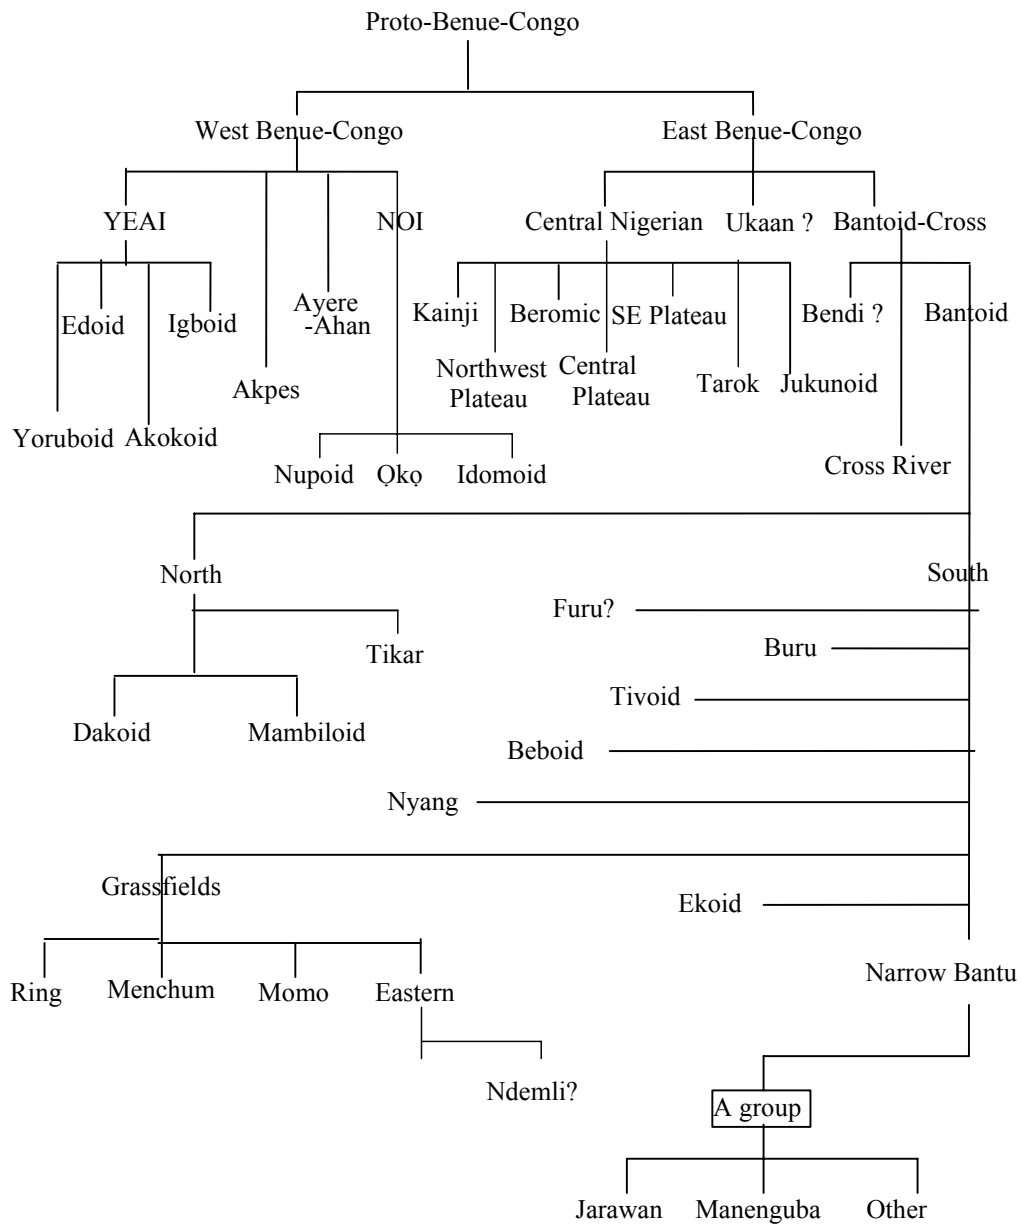 Proto-Benue-Congo
West Benue-Congo
East Benue-Congo
YEAI
NOI
Central Nigerian
Ukaan ?
Bantoid-Cross
Edoid
Igboid
Ayere
-Ahan
Kainji
Beromic
SE Plateau
Bendi ?
Bantoid
Akpes
Northwest
Plateau
Central
Plateau
Tarok
Jukunoid
Yoruboid
Akokoid
Nupoid
Ọkọ
Idomoid
Cross River
North
South
Furu?
Tikar
Buru
Tivoid
Dakoid
Mambiloid
Beboid
Nyang
Grassfields
Ekoid
Ring
Menchum
Momo
Eastern
Narrow Bantu
Ndemli?
A group
Jarawan
Manenguba
Other